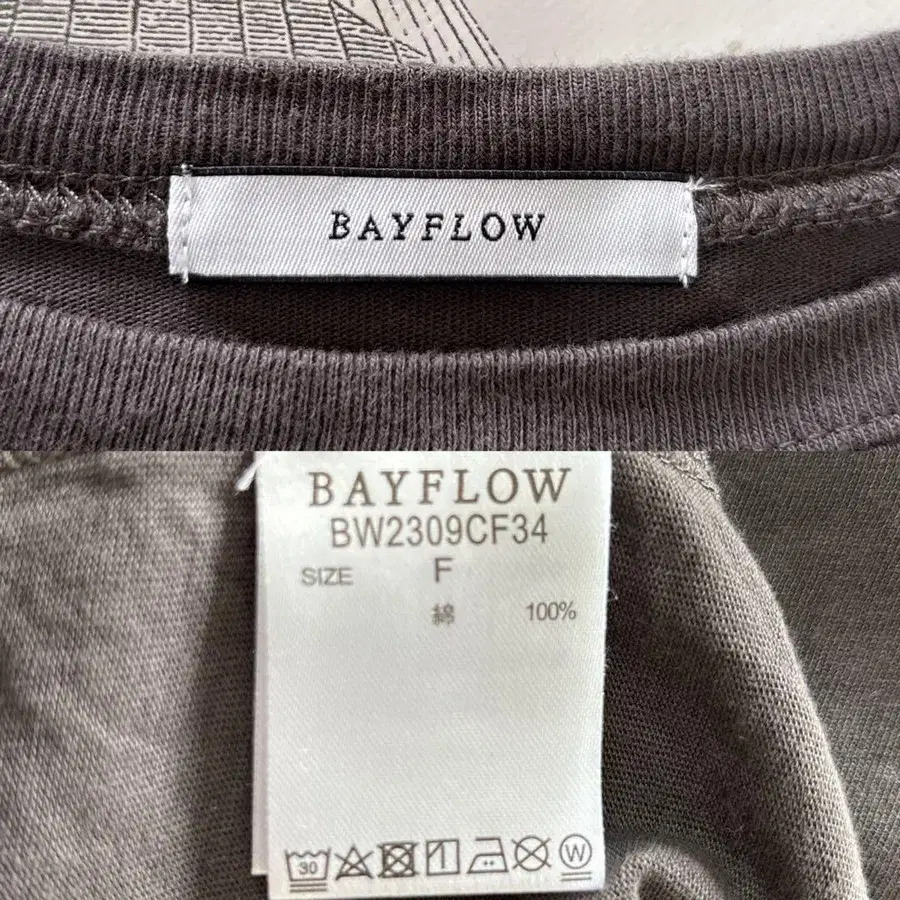 BAYFLOW
BAYFLOW
BW2309CF34
SIZE F
綿 100%
30 W